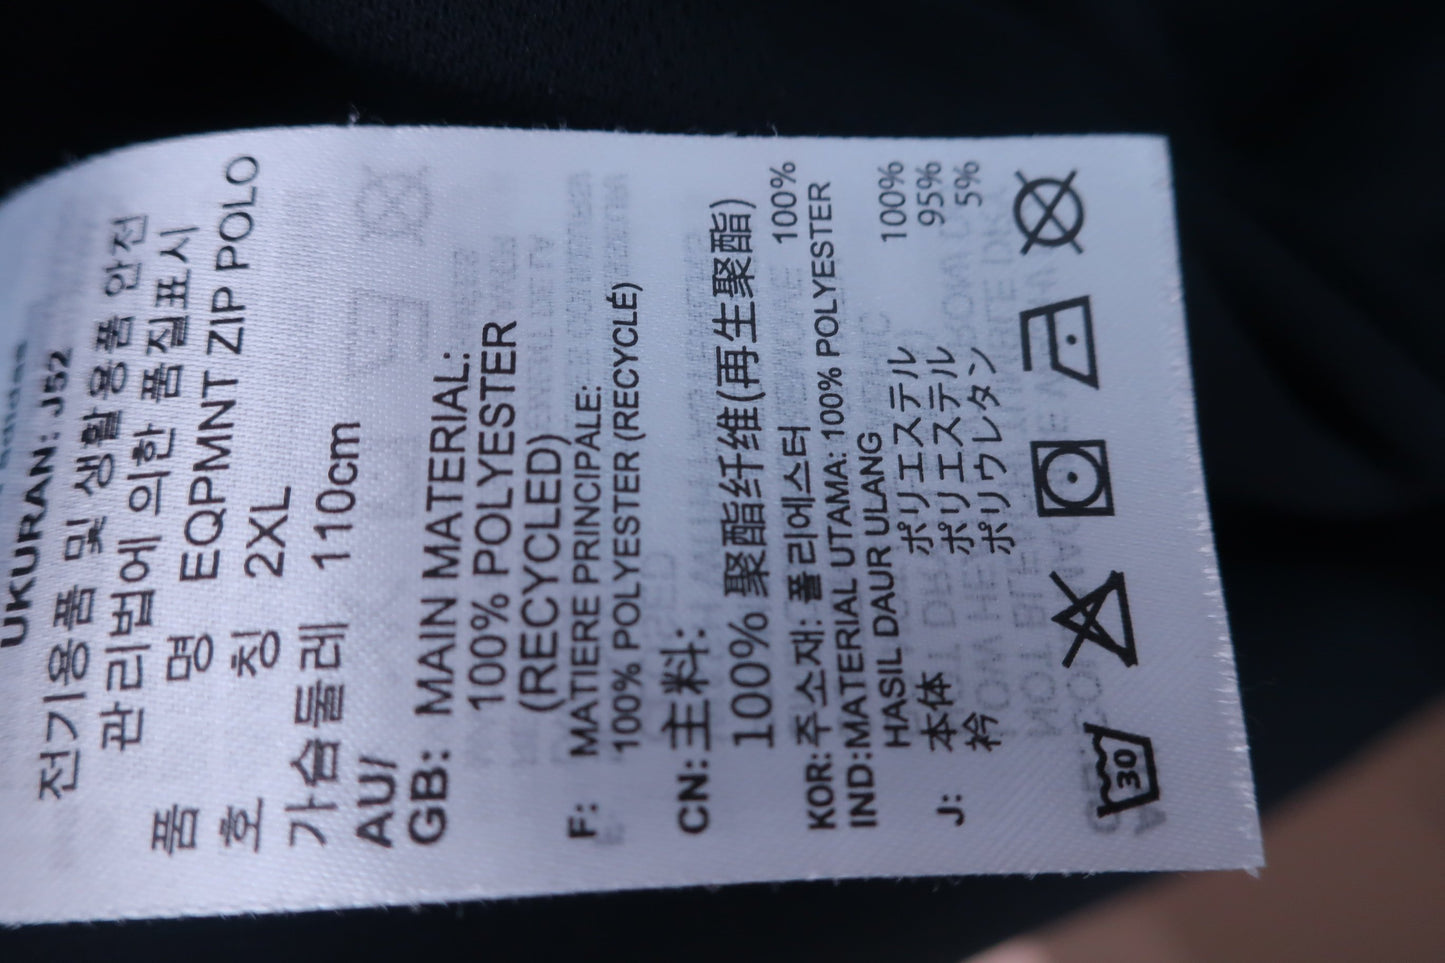 UKURAN: J52
전기용품 및 생활용품 안전
관리법에 의한 품질표시
품 명 EQPMNT ZIP POLO
호 칭 2XL
가슴둘레 110cm
AU/
GB: MAIN MATERIAL:
100% POLYESTER
(RECYCLED)
F: MATIERE PRINCIPALE:
100% POLYESTER (RECYCLÉ)
CN: 主料:
100% 聚酯纤维(再生聚酯)
KOR: 주소재: 폴리에스터 100%
IND: MATERIAL UTAMA: 100% POLYESTER
HASIL DAUR ULANG
J: 本体 ポリエステル 100%
衿 ポリエステル 95%
ポリウレタン 5%
30